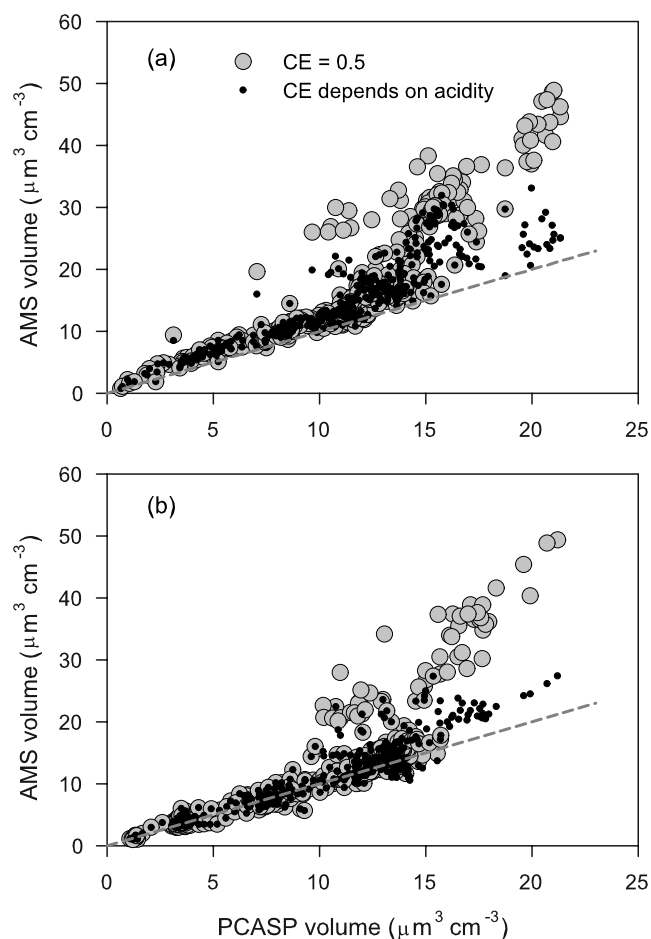 60
(a)
CE = 0.5
50
CE depends on acidity
40
30
20
10
0
AMS volume (μm³ cm⁻³)
0 5 10 15 20 25
60
(b)
50
40
30
20
10
0
AMS volume (μm³ cm⁻³)
0 5 10 15 20 25
PCASP volume (μm³ cm⁻³)